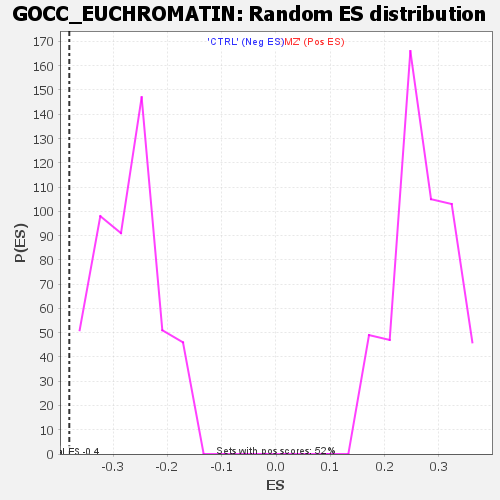 GOCC_EUCHROMATIN: Random ES distribution
'CTRL' (Neg ES) MZ' (Pos ES)
170
160
150
140
130
120
110
100
90
80
70
60
50
40
30
20
10
0
P(ES)
ES -0.4
Sets with pos scores: 52%
-0.3 -0.2 -0.1 0.0 0.1 0.2 0.3
ES